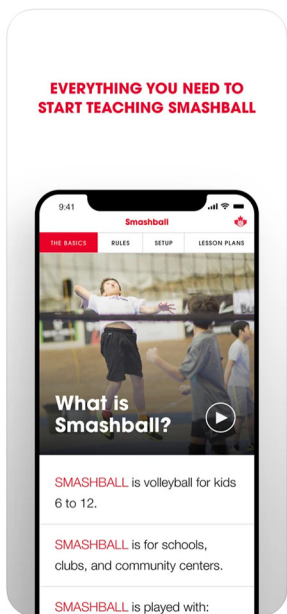 EVERYTHING YOU NEED TO
START TEACHING SMASHBALL
9:41
Smashball
THE BASICS RULES SETUP LESSON PLANS
What is
Smashball?
SMASHBALL is volleyball for kids
6 to 12.
SMASHBALL is for schools,
clubs, and community centers.
SMASHBALL is played with: